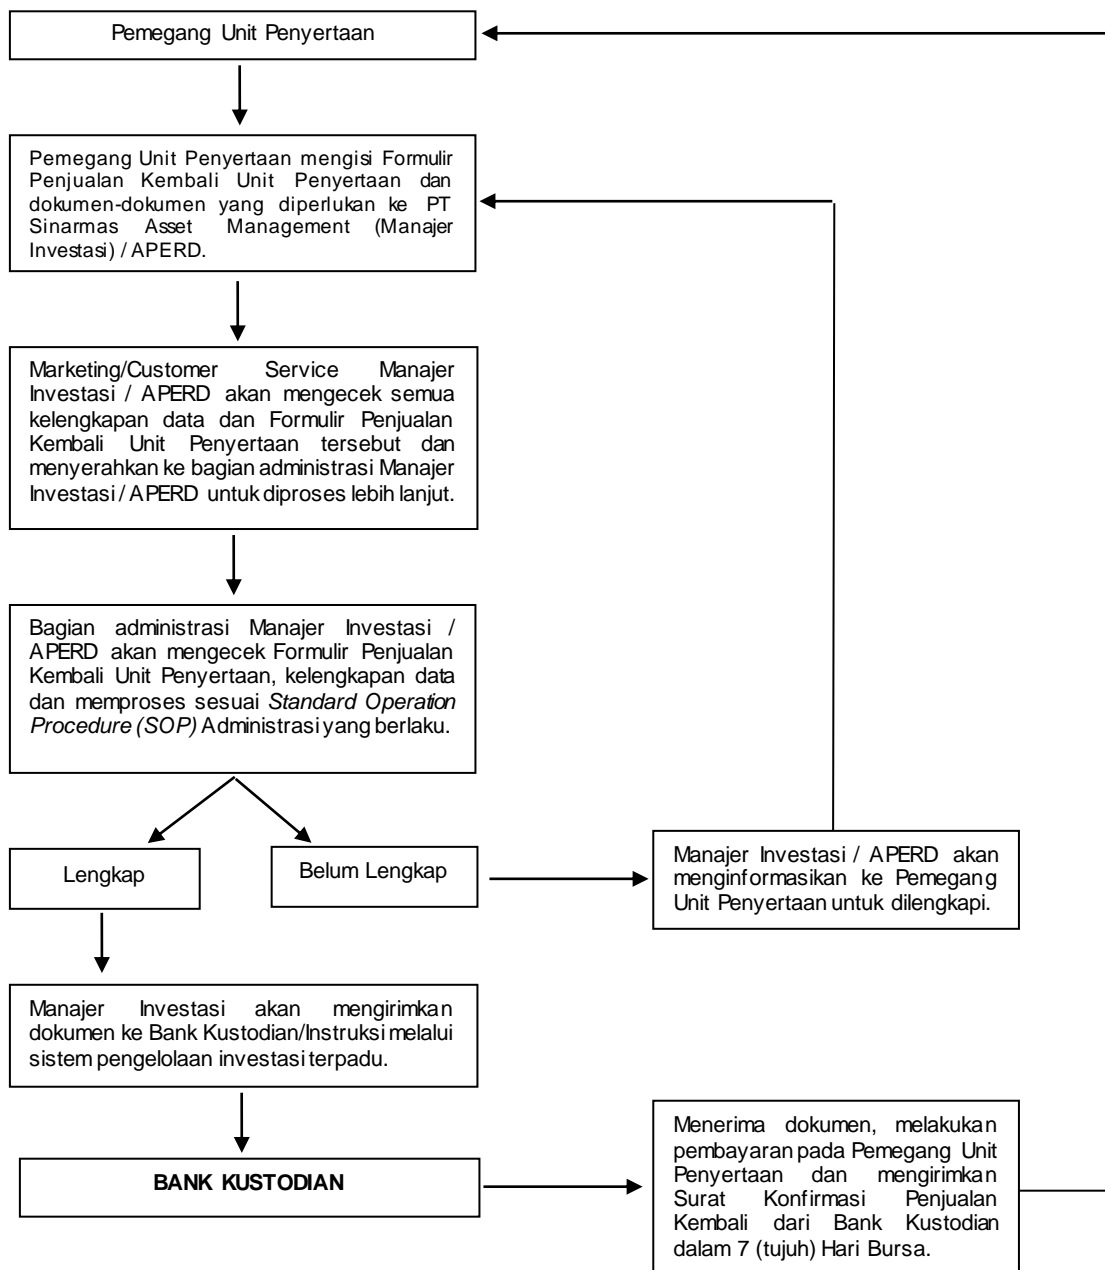 Pemegang Unit Penyertaan
Pemegang Unit Penyertaan mengisi Formulir
Penjualan Kembali Unit Penyertaan dan
dokumen-dokumen yang diperlukan ke PT
Sinarmas Asset Management (Manajer
Investasi) / APERD.
Marketing/Customer Service Manajer
Investasi / APERD akan mengecek semua
kelengkapan data dan Formulir Penjualan
Kembali Unit Penyertaan tersebut dan
menyerahkan ke bagian administrasi Manajer
Investasi / APERD untuk diproses lebih lanjut.
Bagian administrasi Manajer Investasi /
APERD akan mengecek Formulir Penjualan
Kembali Unit Penyertaan, kelengkapan data
dan memproses sesuai Standard Operation
Procedure (SOP) Administrasi yang berlaku.
Lengkap
Belum Lengkap
Manajer Investasi / APERD akan
menginformasikan ke Pemegang
Unit Penyertaan untuk dilengkapi.
Manajer Investasi akan mengirimkan
dokumen ke Bank Kustodian/Instruksi melalui
sistem pengelolaan investasi terpadu.
BANK KUSTODIAN
Menerima dokumen, melakukan
pembayaran pada Pemegang Unit
Penyertaan dan mengirimkan
Surat Konfirmasi Penjualan
Kembali dari Bank Kustodian
dalam 7 (tujuh) Hari Bursa.